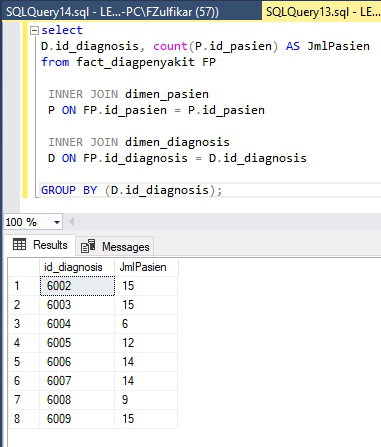 SQLQuery14.sql - LE...-PC\FZulfikar (57)) SQLQuery13.sql - LE...
select
D.id_diagnosis, count(P.id_pasien) AS JmlPasien
from fact_diagpenyakit FP
INNER JOIN dimen_pasien
P ON FP.id_pasien = P.id_pasien
INNER JOIN dimen_diagnosis
D ON FP.id_diagnosis = D.id_diagnosis
GROUP BY (D.id_diagnosis);
100 %
Results Messages
id_diagnosis JmlPasien
1 6002 15
2 6003 15
3 6004 6
4 6005 12
5 6006 14
6 6007 14
7 6008 9
8 6009 15